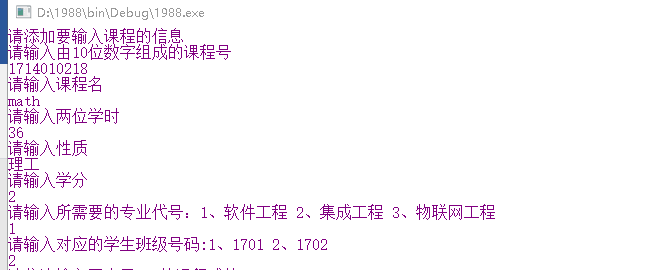 D:\1988\bin\Debug\1988.exe
请添加要输入课程的信息
请输入由10位数字组成的课程号
1714010218
请输入课程名
math
请输入两位学时
36
请输入性质
理工
请输入学分
2
请输入所需要的专业代号：1、软件工程 2、集成工程 3、物联网工程
1
请输入对应的学生班级号码:1、1701 2、1702
2